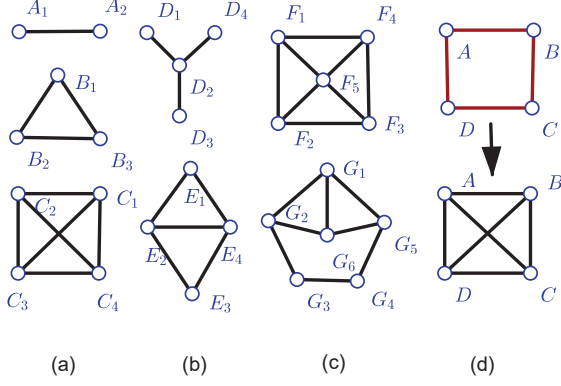 A₁ A₂ D₁ D₄ F₁ F₄
B₁ D₂ F₅ A B
B₂ B₃ D₃ F₂ F₃ D C
C₂ C₁ E₁ G₁ A B
E₂ E₄ G₂ G₆ G₅
C₃ C₄ E₃ G₃ G₄ D C
(a) (b) (c) (d)